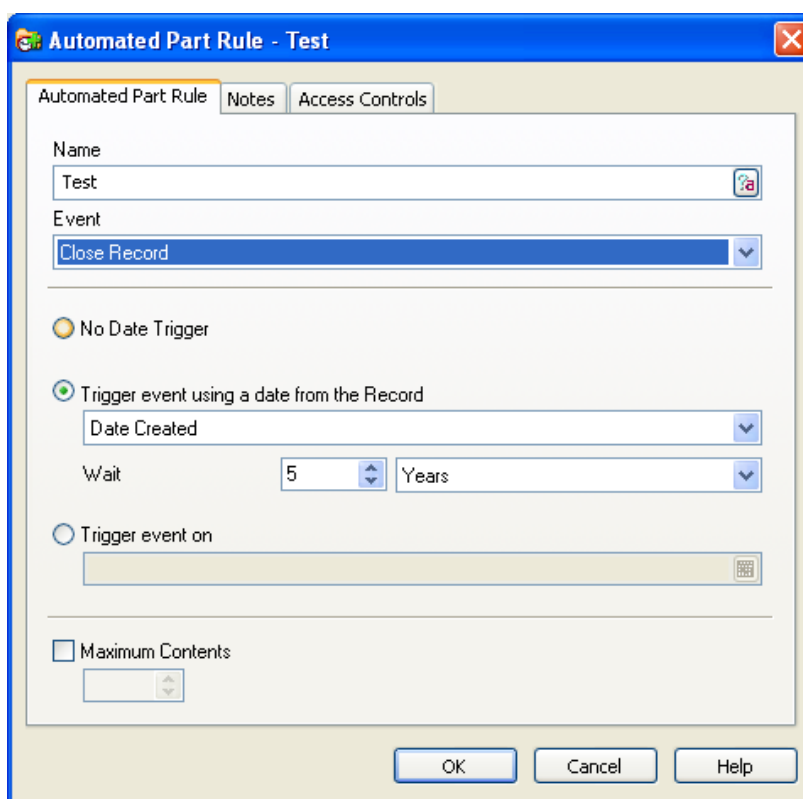 Automated Part Rule - Test
Automated Part Rule Notes Access Controls
Name
Test
?a
Event
Close Record
No Date Trigger
Trigger event using a date from the Record
Date Created
Wait 5 Years
Trigger event on
Maximum Contents
OK Cancel Help